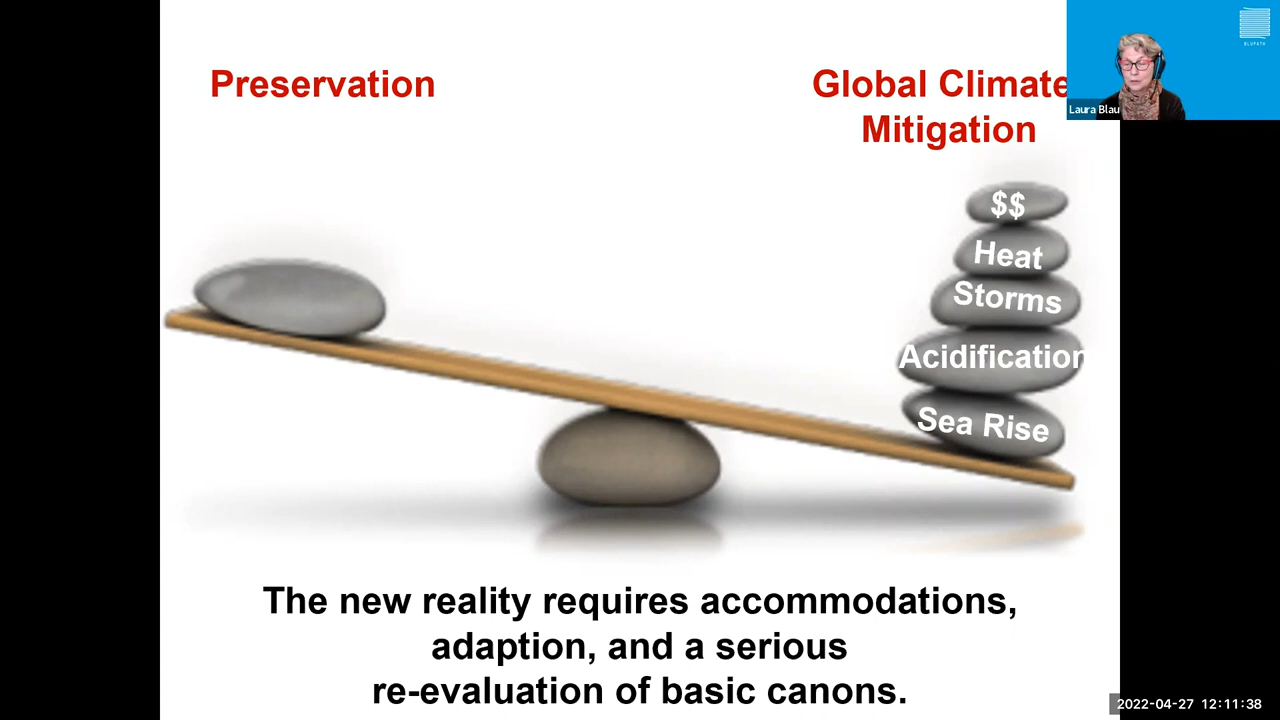 Preservation
Global Climate
Mitigation
BLUPATH
Laura Blau
$$
Heat
Storms
Acidification
Sea Rise
The new reality requires accommodations,
adaption, and a serious
re-evaluation of basic canons.
2022-04-27 12:11:38